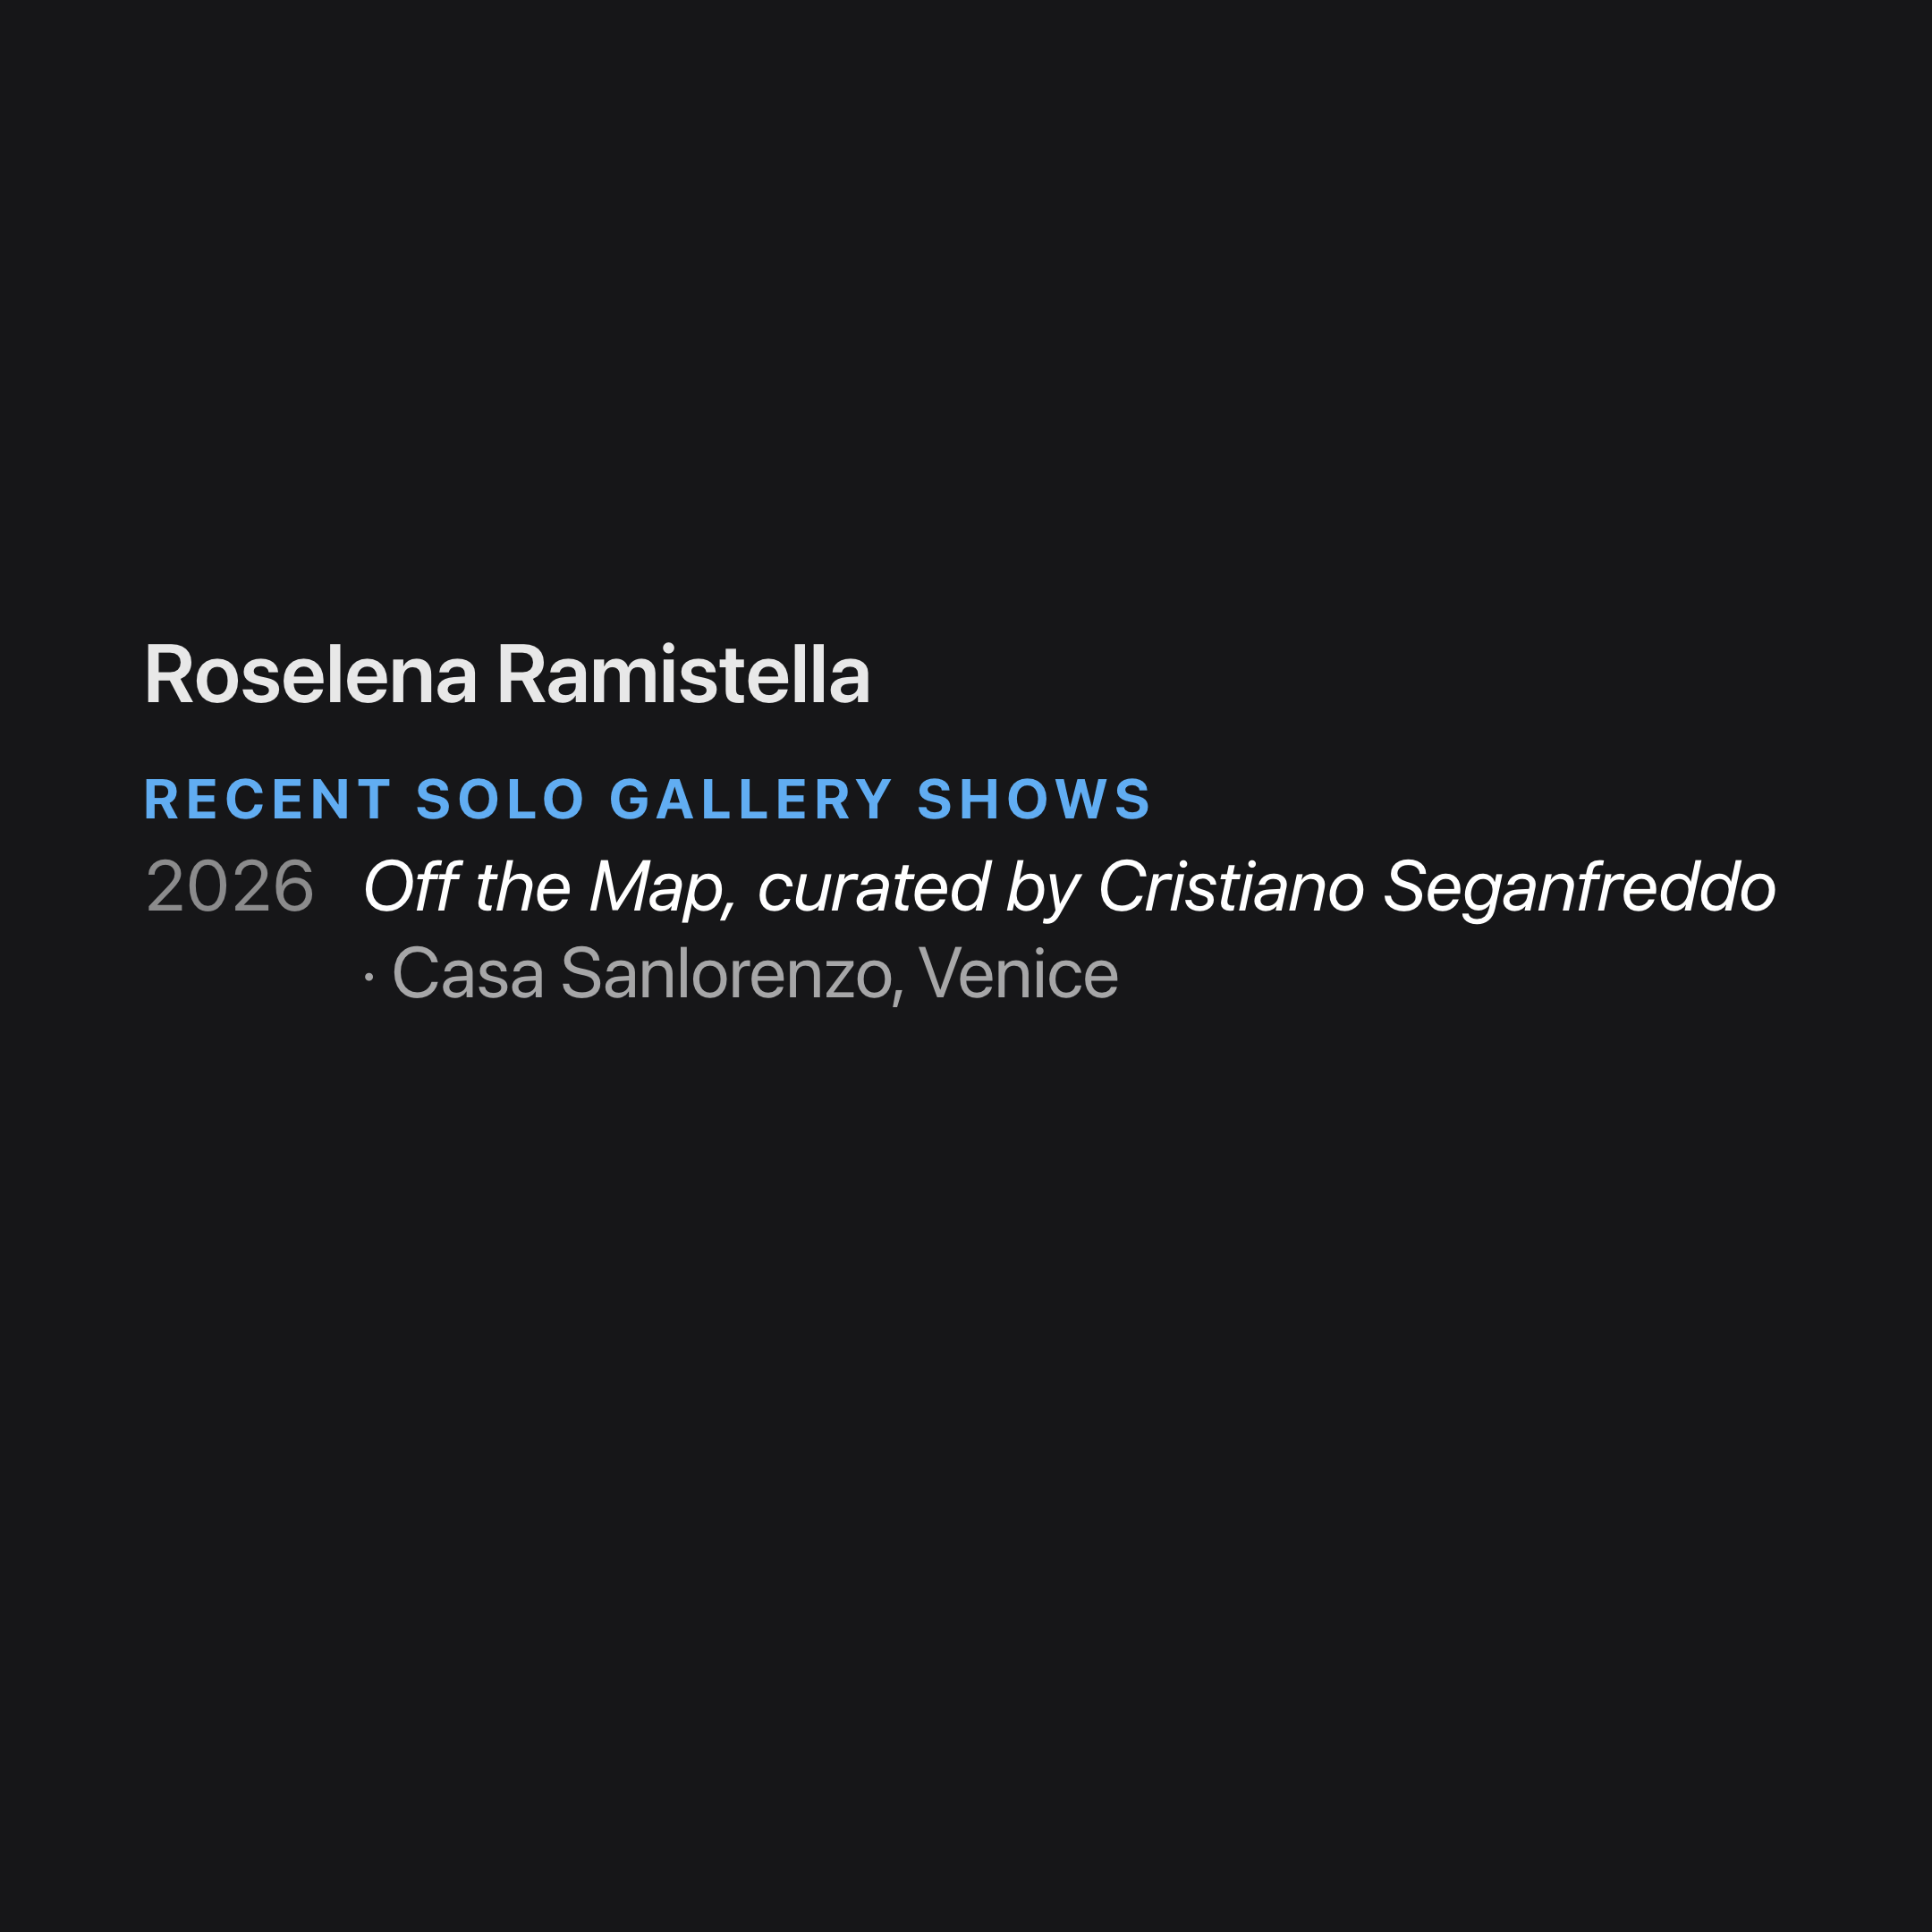 Roselena Ramistella
RECENT SOLO GALLERY SHOWS
2026 Off the Map, curated by Cristiano Seganfreddo
· Casa Sanlorenzo, Venice